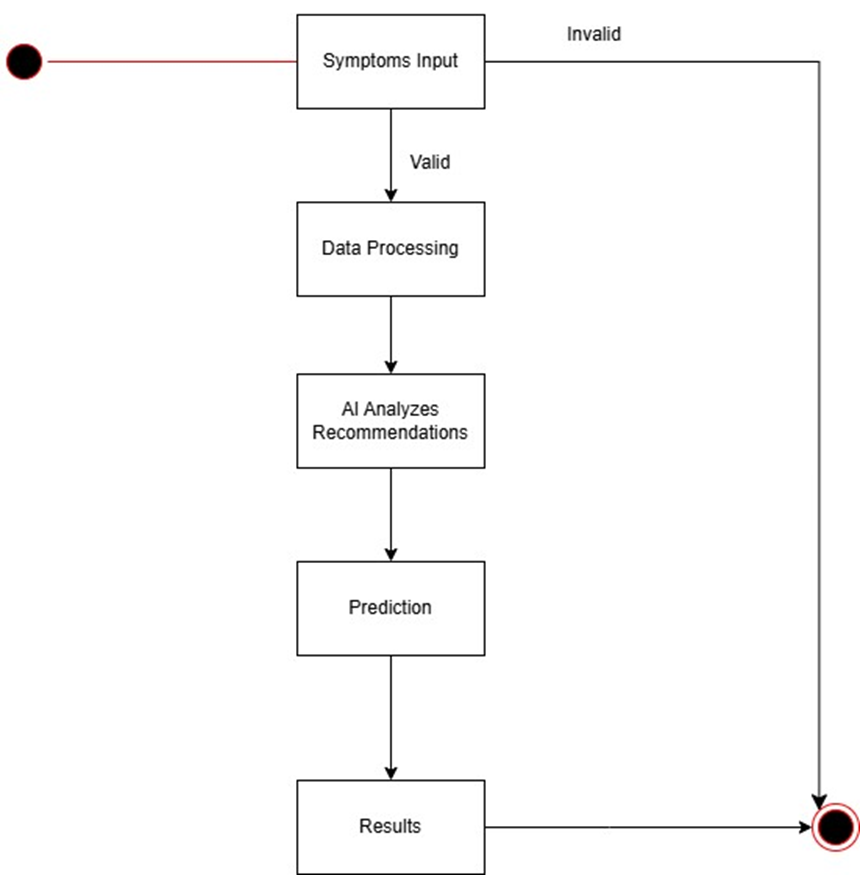 Invalid
Symptoms Input
Valid
Data Processing
AI Analyzes
Recommendations
Prediction
Results